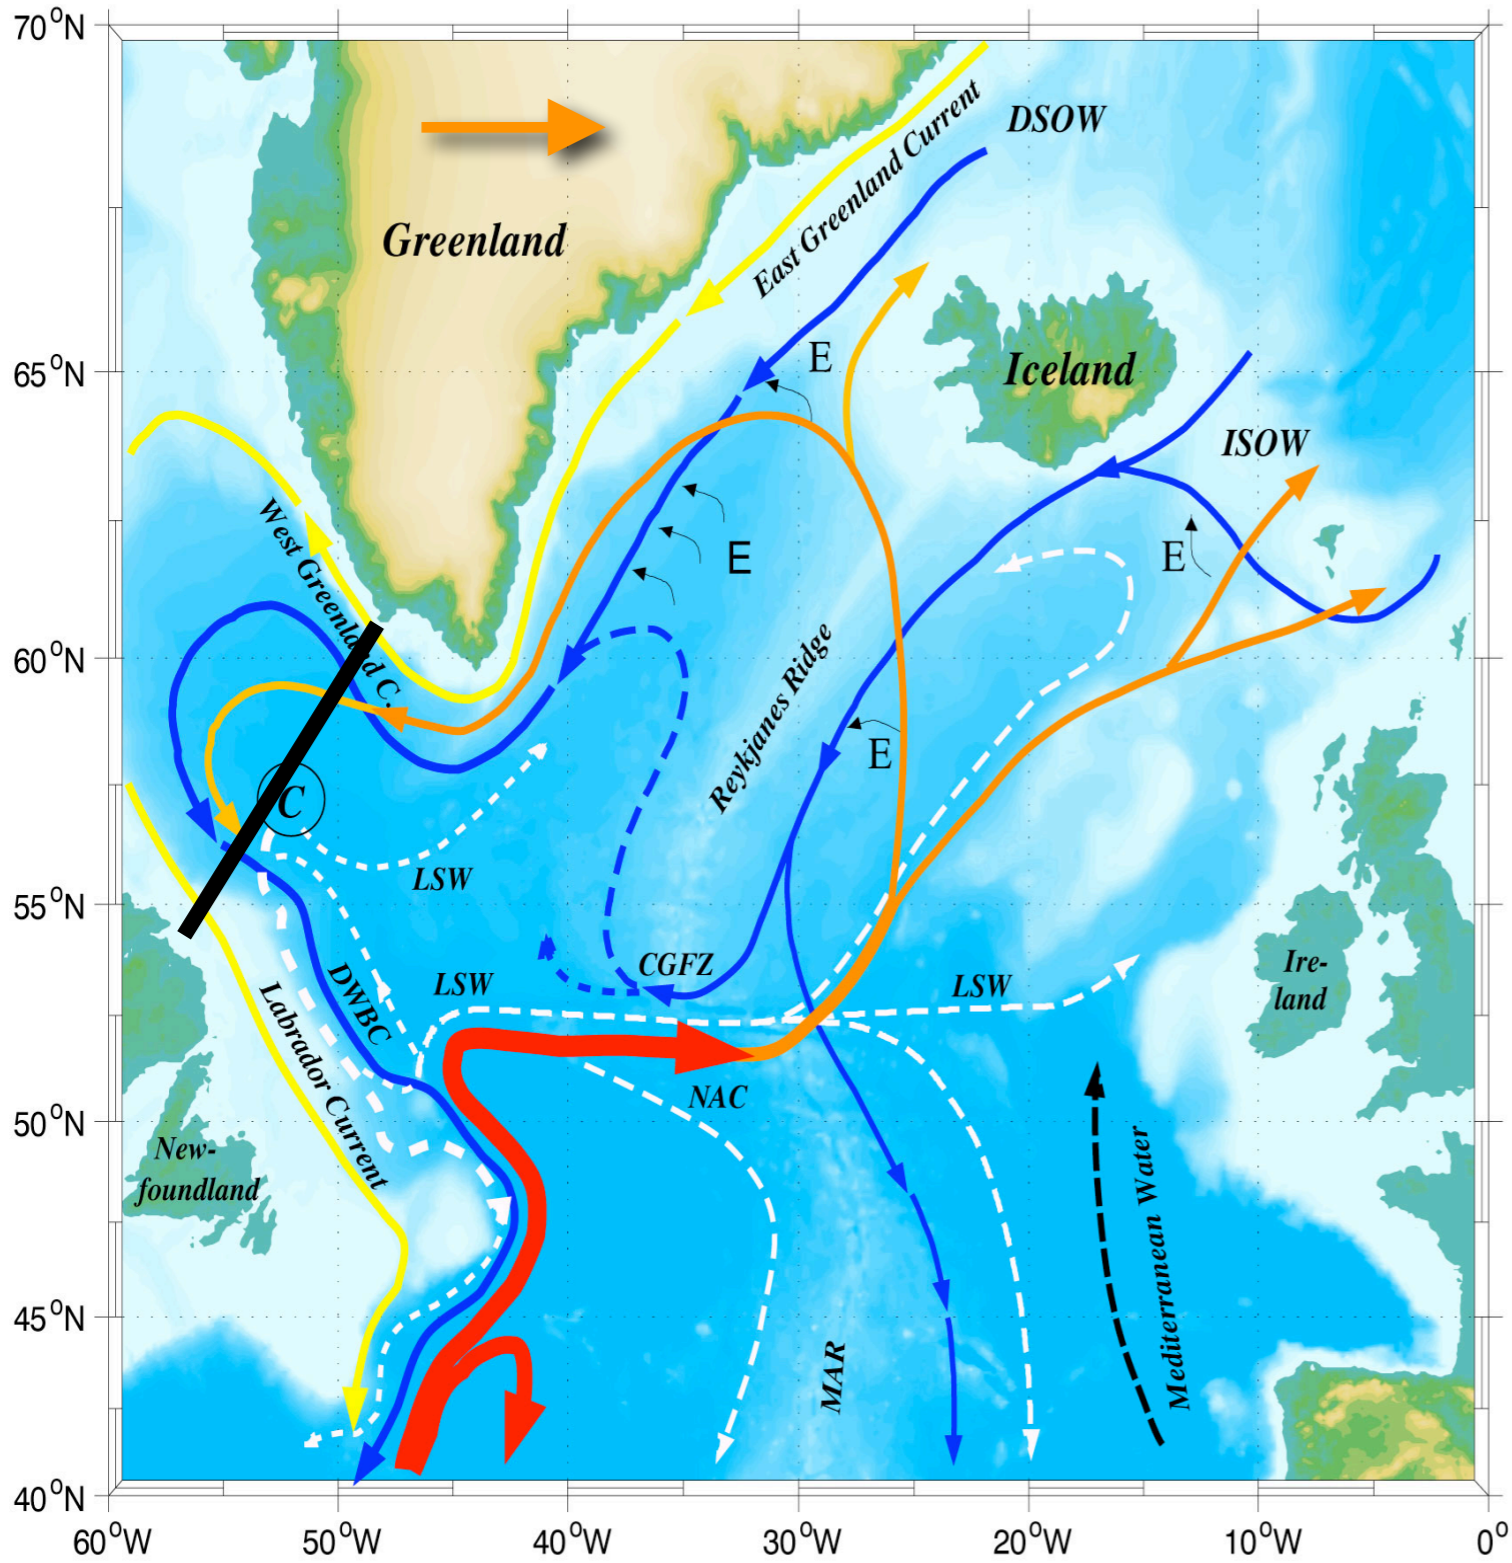 70°N
DSOW
East Greenland Current
Greenland
E
65°N
Iceland
ISOW
West Greenland C.
E
E
60°N
Reykjanes Ridge
E
C
LSW
55°N
CGFZ
DWBC
LSW
LSW
Ire-
land
Labrador Current
NAC
50°N
New-
foundland
Mediterranean Water
45°N
MAR
40°N
60°W
50°W
40°W
30°W
20°W
10°W
0°